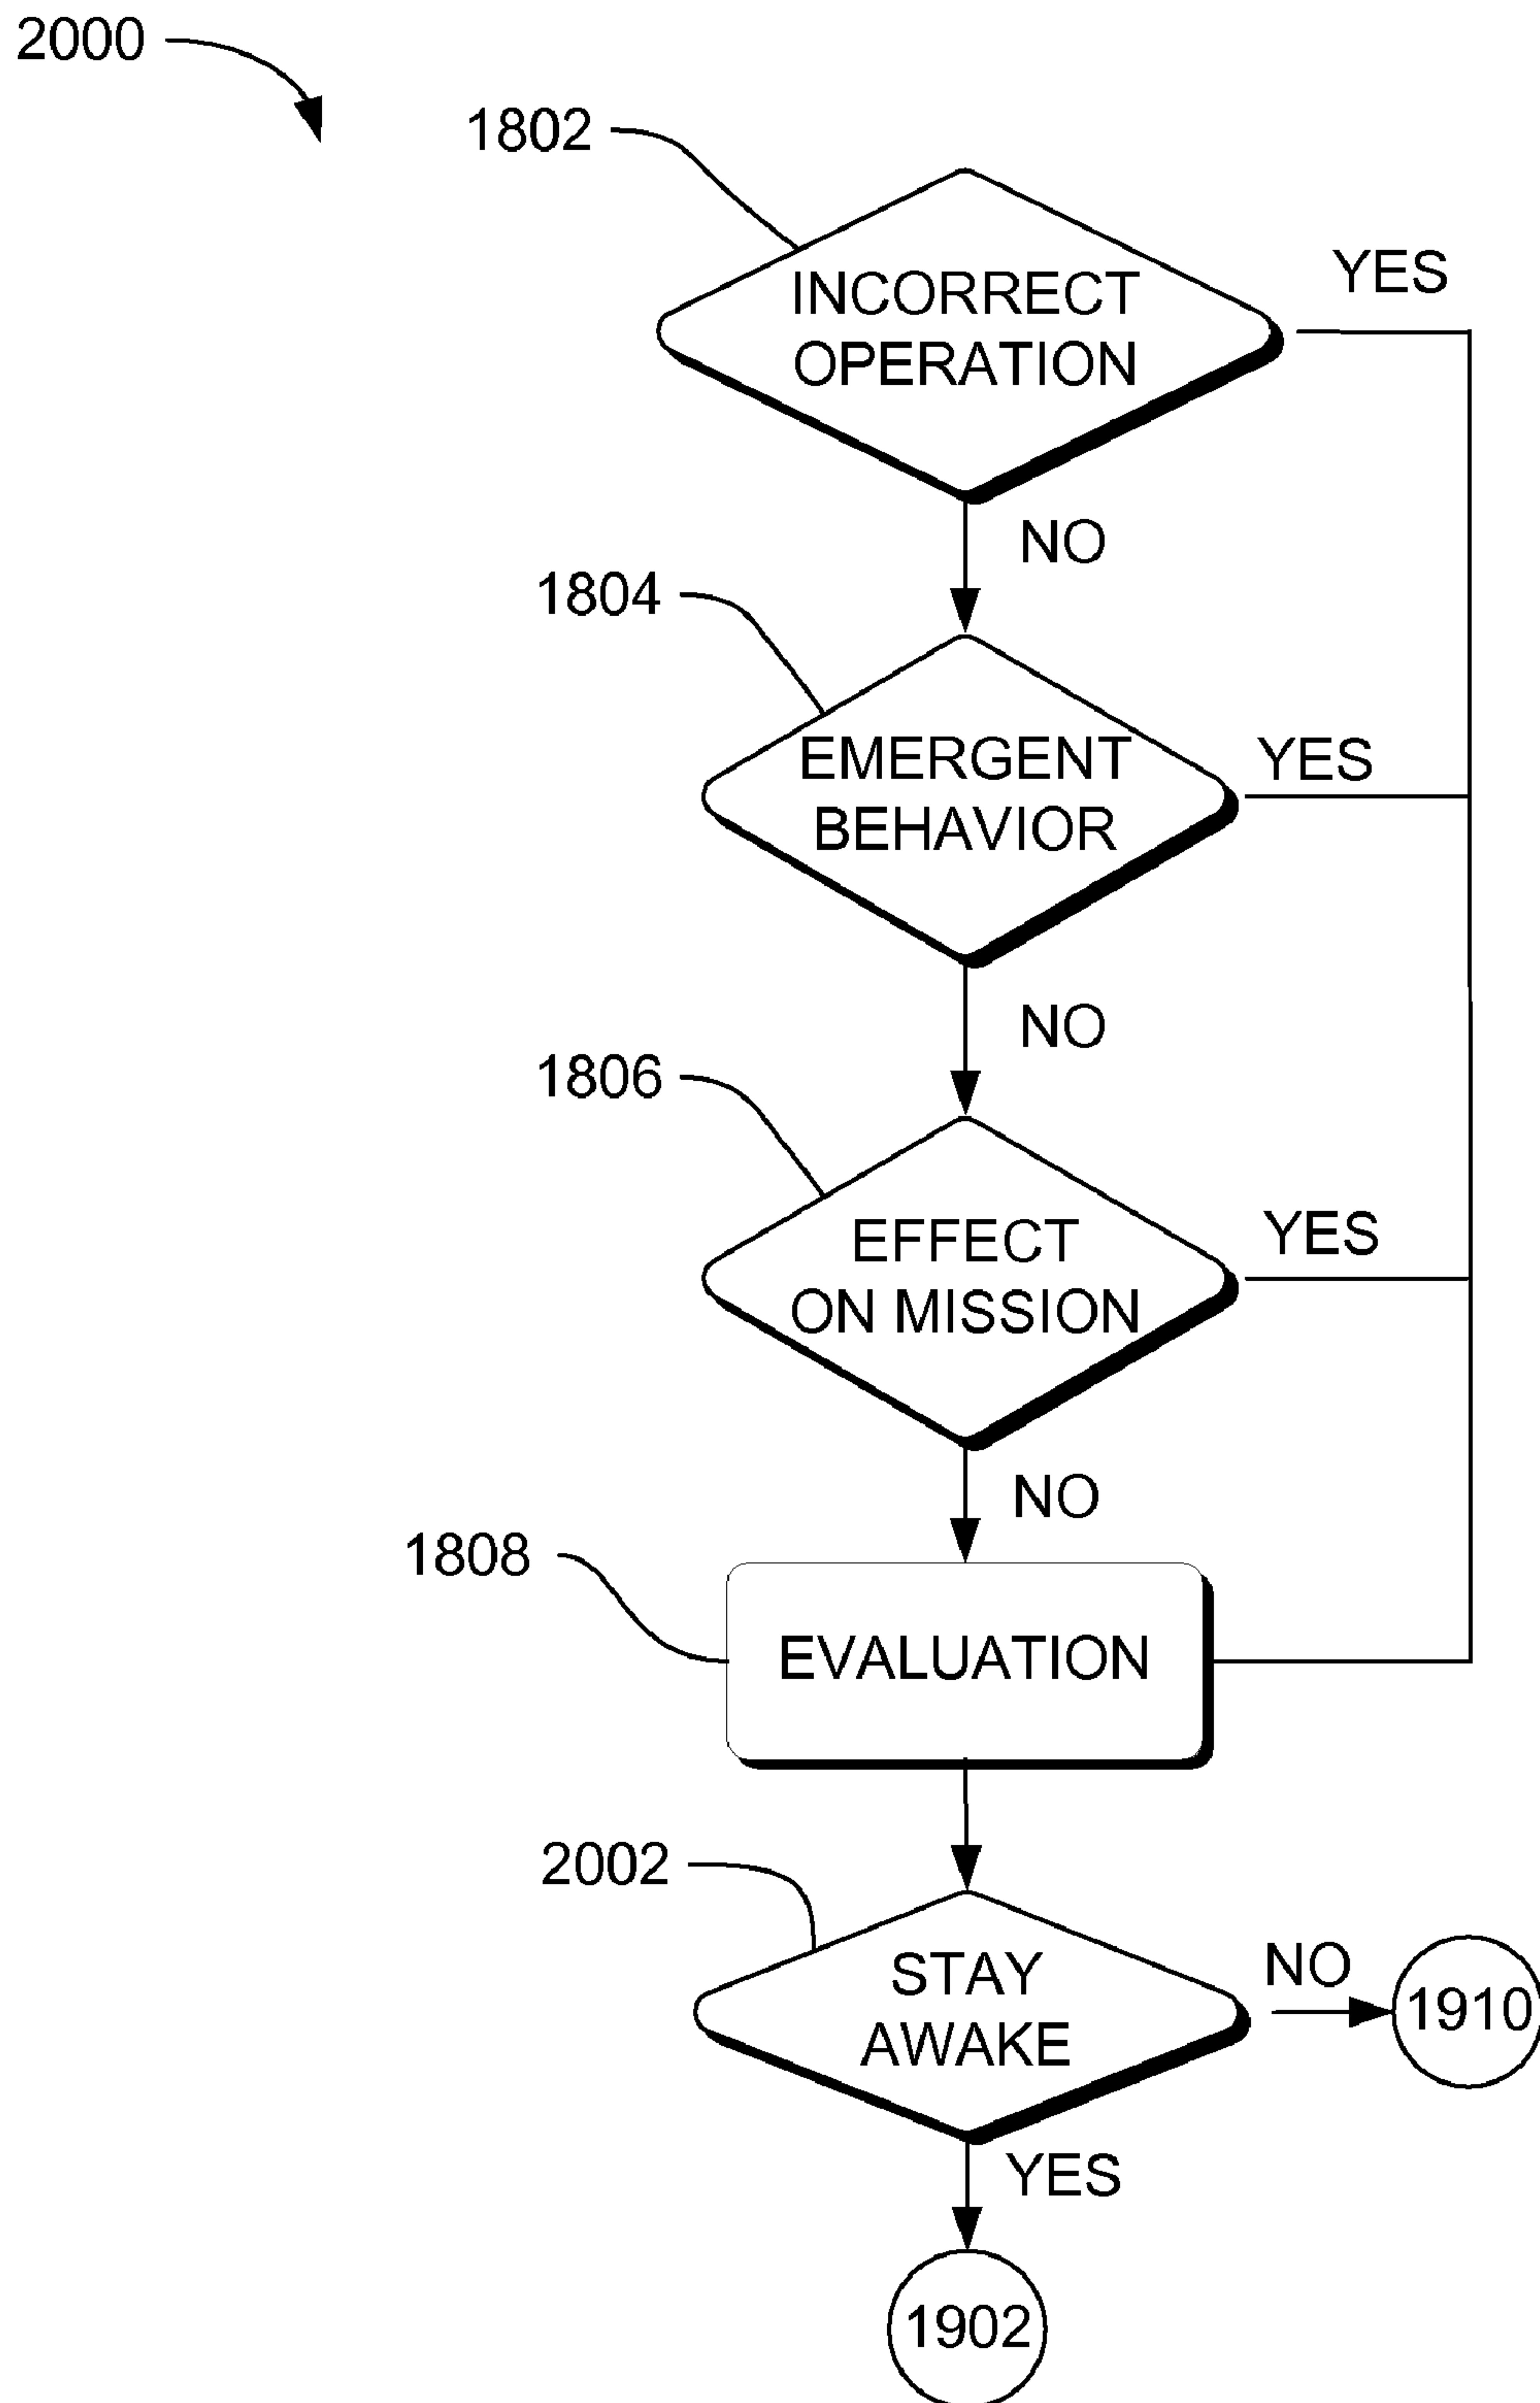 2000
1802
INCORRECT
OPERATION
YES
NO
1804
EMERGENT
BEHAVIOR
YES
NO
1806
EFFECT
ON MISSION
YES
NO
1808
EVALUATION
2002
STAY
AWAKE
NO
1910
YES
1902